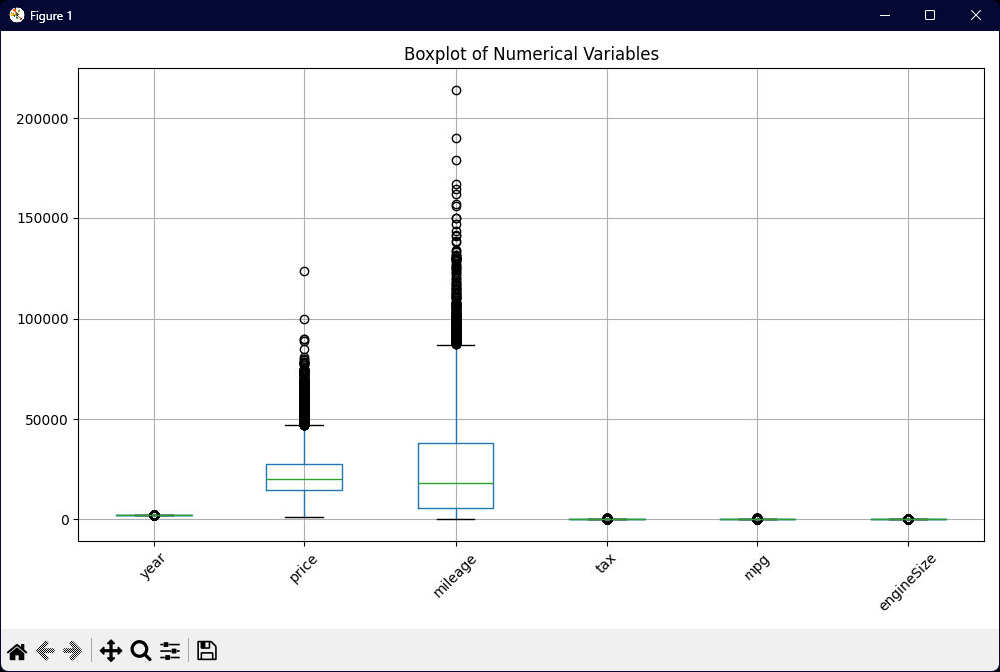 Figure 1
Boxplot of Numerical Variables
200000
150000
100000
50000
0
year
price
mileage
tax
mpg
engineSize